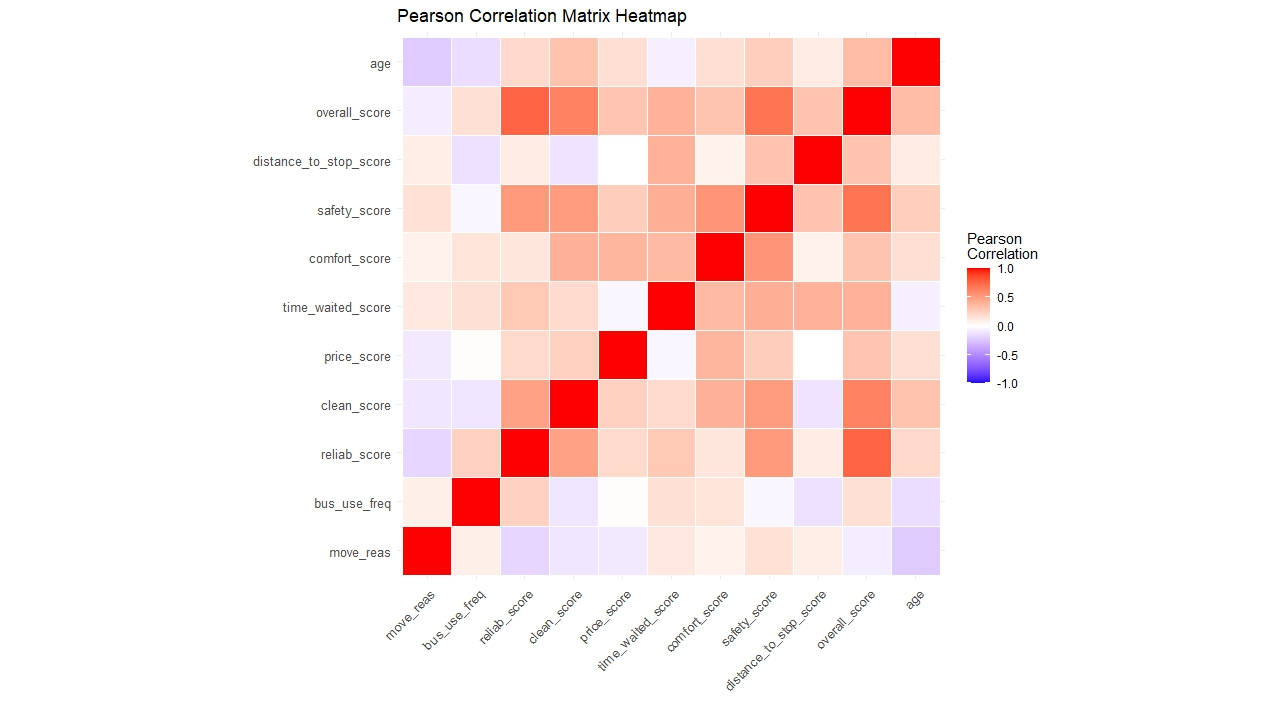 Pearson Correlation Matrix Heatmap
age
overall_score
distance_to_stop_score
safety_score
comfort_score
time_waited_score
price_score
clean_score
reliab_score
bus_use_freq
move_reas
move_reas
bus_use_freq
reliab_score
clean_score
price_score
time_waited_score
comfort_score
safety_score
distance_to_stop_score
overall_score
age
Pearson
Correlation
1.0
0.5
0.0
-0.5
-1.0